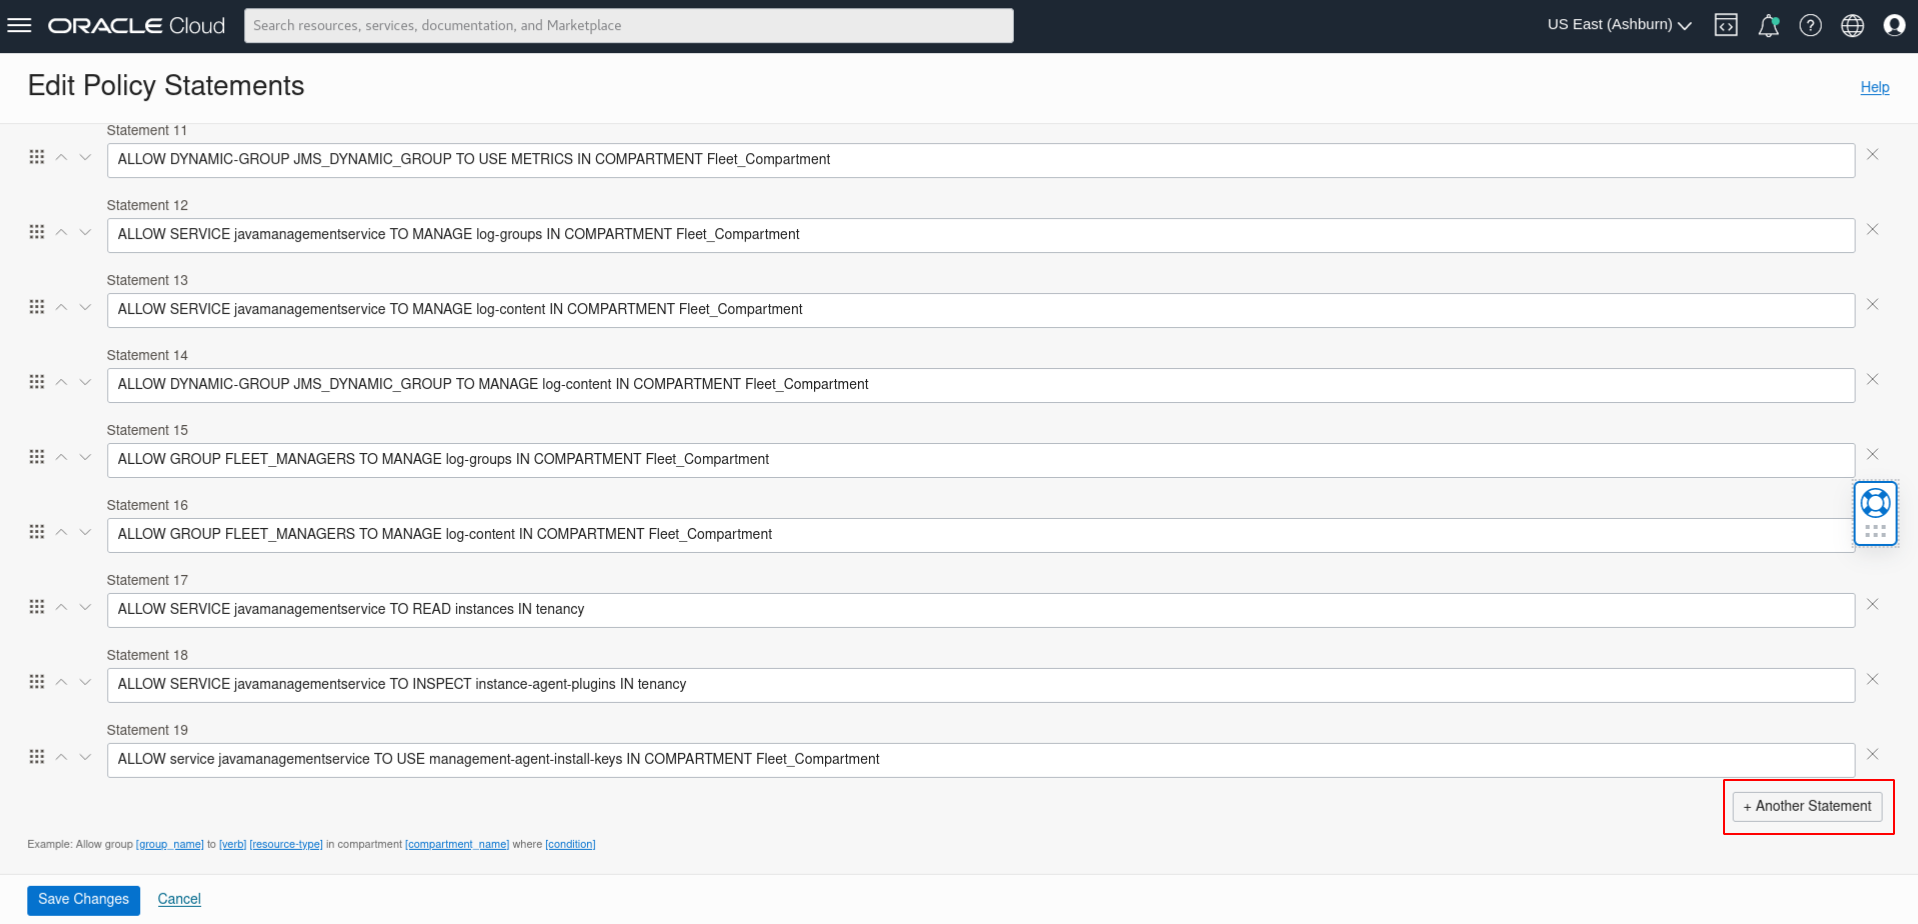 ORACLE Cloud
Search resources, services, documentation, and Marketplace
US East (Ashburn)
Edit Policy Statements
Help
Statement 11
ALLOW DYNAMIC-GROUP JMS_DYNAMIC_GROUP TO USE METRICS IN COMPARTMENT Fleet_Compartment
Statement 12
ALLOW SERVICE javamanagementservice TO MANAGE log-groups IN COMPARTMENT Fleet_Compartment
Statement 13
ALLOW SERVICE javamanagementservice TO MANAGE log-content IN COMPARTMENT Fleet_Compartment
Statement 14
ALLOW DYNAMIC-GROUP JMS_DYNAMIC_GROUP TO MANAGE log-content IN COMPARTMENT Fleet_Compartment
Statement 15
ALLOW GROUP FLEET_MANAGERS TO MANAGE log-groups IN COMPARTMENT Fleet_Compartment
Statement 16
ALLOW GROUP FLEET_MANAGERS TO MANAGE log-content IN COMPARTMENT Fleet_Compartment
Statement 17
ALLOW SERVICE javamanagementservice TO READ instances IN tenancy
Statement 18
ALLOW SERVICE javamanagementservice TO INSPECT instance-agent-plugins IN tenancy
Statement 19
ALLOW service javamanagementservice TO USE management-agent-install-keys IN COMPARTMENT Fleet_Compartment
+ Another Statement
Example: Allow group [group_name] to [verb] [resource-type] in compartment [compartment_name] where [condition]
Save Changes Cancel